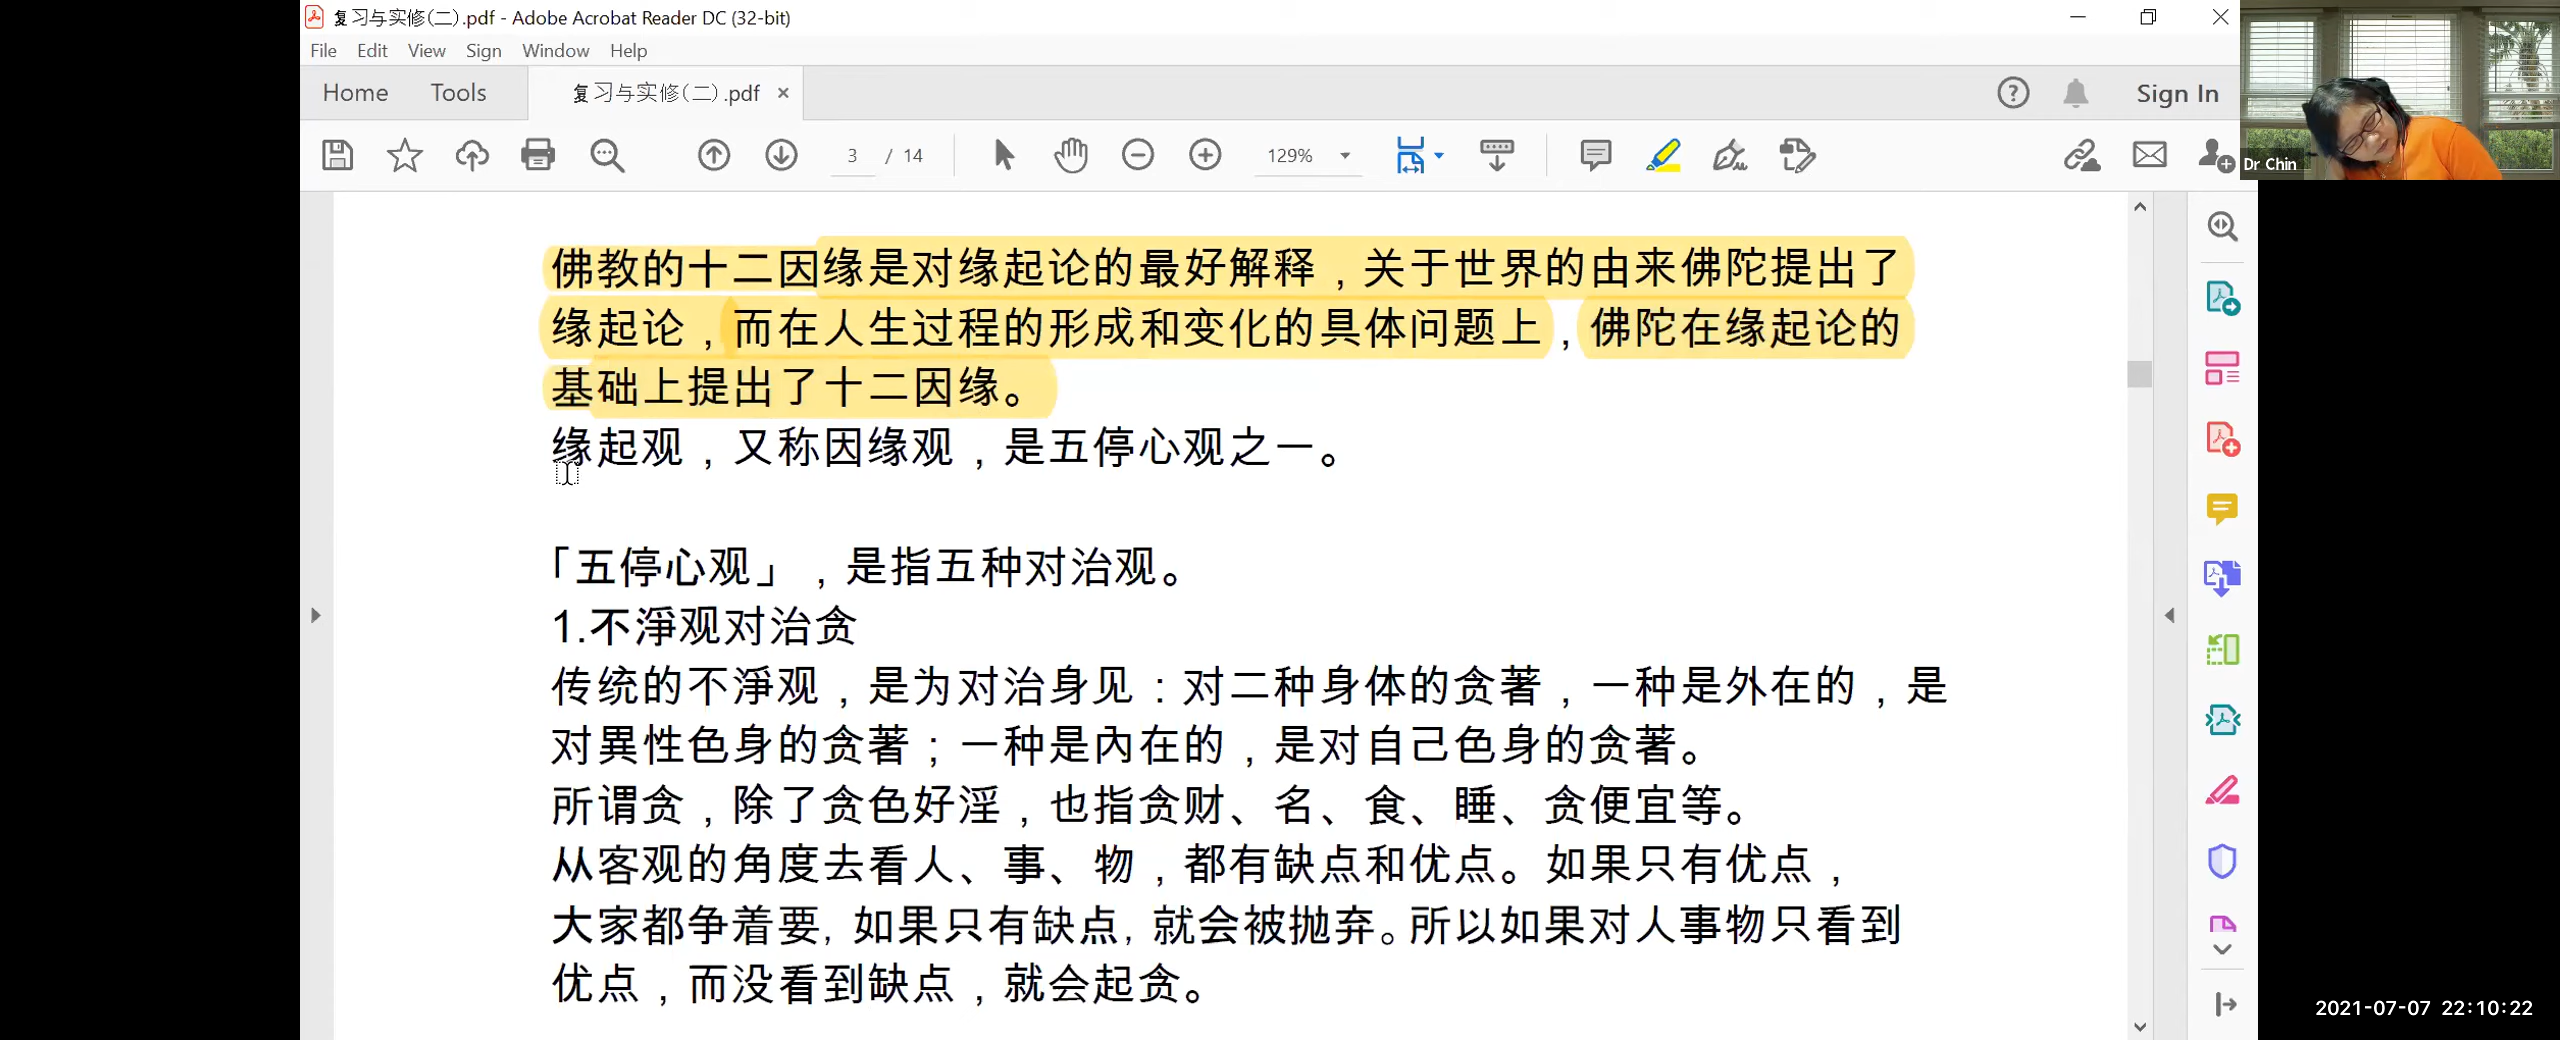 复习与实修(二).pdf - Adobe Acrobat Reader DC (32-bit)
File Edit View Sign Window Help
Home Tools 复习与实修(二).pdf × Sign In
3 / 14 129%
Dr Chin
佛教的十二因缘是对缘起论的最好解释，关于世界的由来佛陀提出了
缘起论，而在人生过程的形成和变化的具体问题上，佛陀在缘起论的
基础上提出了十二因缘。
缘起观，又称因缘观，是五停心观之一。
「五停心观」，是指五种对治观。
1.不淨观对治贪
传统的不淨观，是为对治身见：对二种身体的贪著，一种是外在的，是
对異性色身的贪著；一种是內在的，是对自己色身的贪著。
所谓贪，除了贪色好淫，也指贪财、名、食、睡、贪便宜等。
从客观的角度去看人、事、物，都有缺点和优点。如果只有优点，
大家都争着要，如果只有缺点，就会被抛弃。所以如果对人事物只看到
优点，而没看到缺点，就会起贪。
2021-07-07 22:10:22